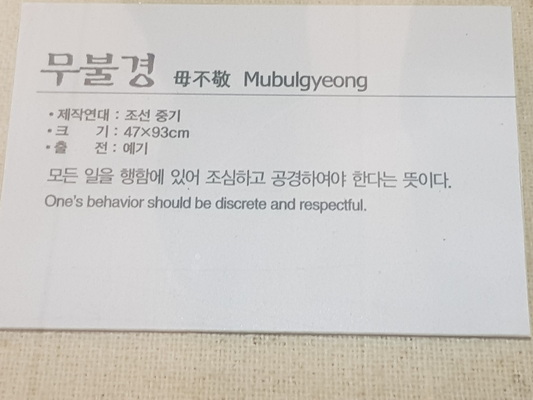 무불경 毋不敬 Mubulgyeong
• 제작연대 : 조선 중기
• 크 기 : 47×93cm
• 출 전 : 예기
모든 일을 행함에 있어 조심하고 공경하여야 한다는 뜻이다.
One's behavior should be discrete and respectful.